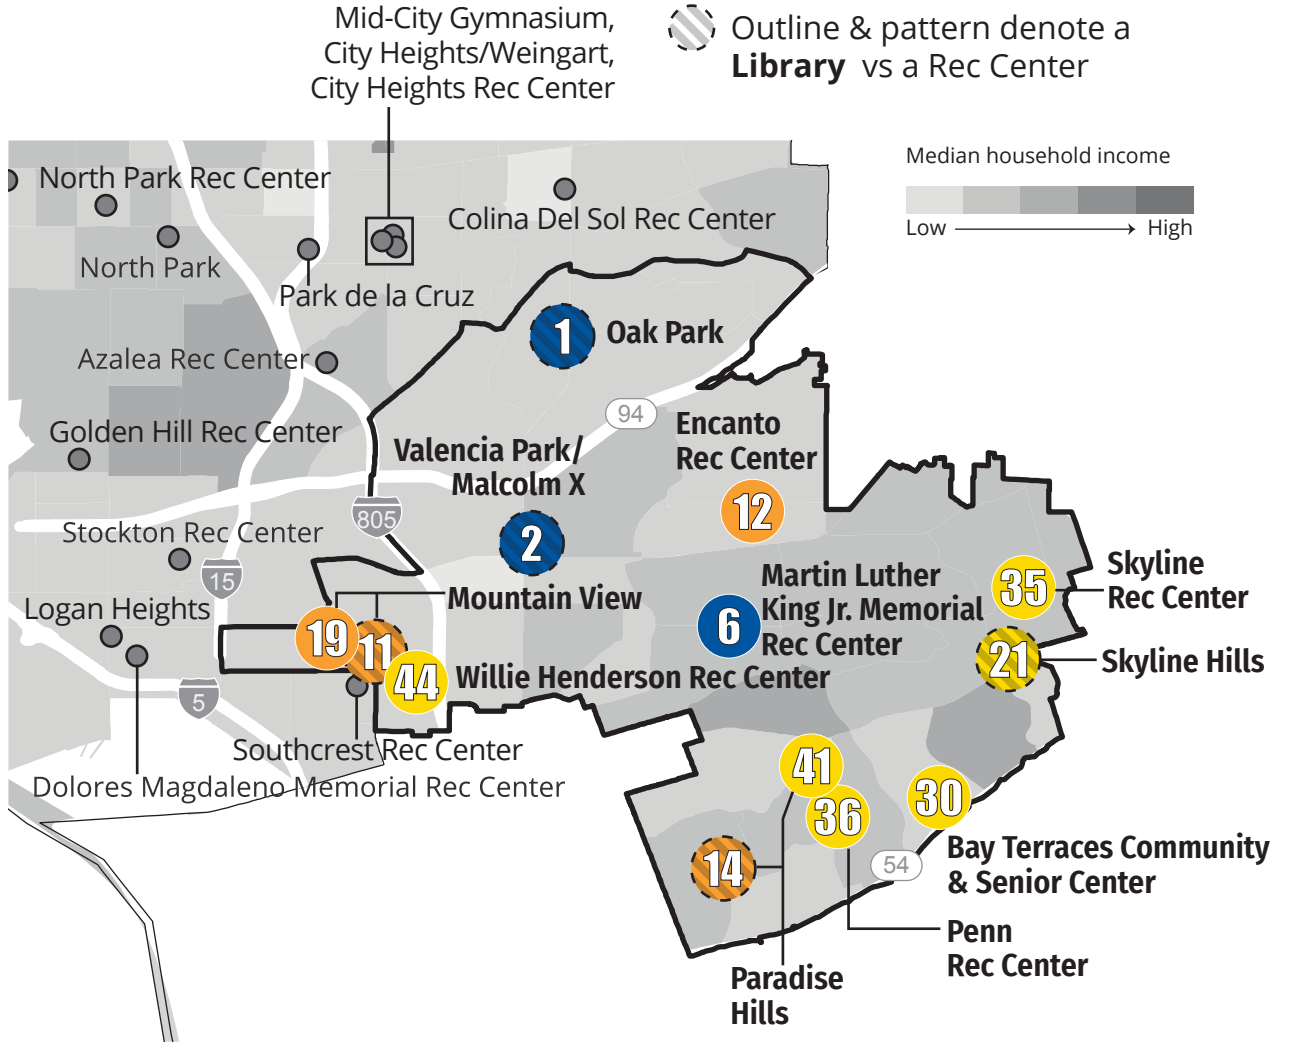 Mid-City Gymnasium,
City Heights/Weingart,
City Heights Rec Center
Outline & pattern denote a
Library vs a Rec Center
Median household income
Low
High
North Park Rec Center
Colina Del Sol Rec Center
North Park
Park de la Cruz
1
Oak Park
Azalea Rec Center
94
Encanto
Rec Center
Golden Hill Rec Center
Valencia Park/
Malcolm X
12
805
Stockton Rec Center
2
15
Martin Luther
King Jr. Memorial
Rec Center
6
35
Skyline
Rec Center
Logan Heights
Mountain View
19
11
21
Skyline Hills
44
Willie Henderson Rec Center
5
Southcrest Rec Center
Dolores Magdaleno Memorial Rec Center
41
36
30
14
54
Bay Terraces Community
& Senior Center
Penn
Rec Center
Paradise
Hills